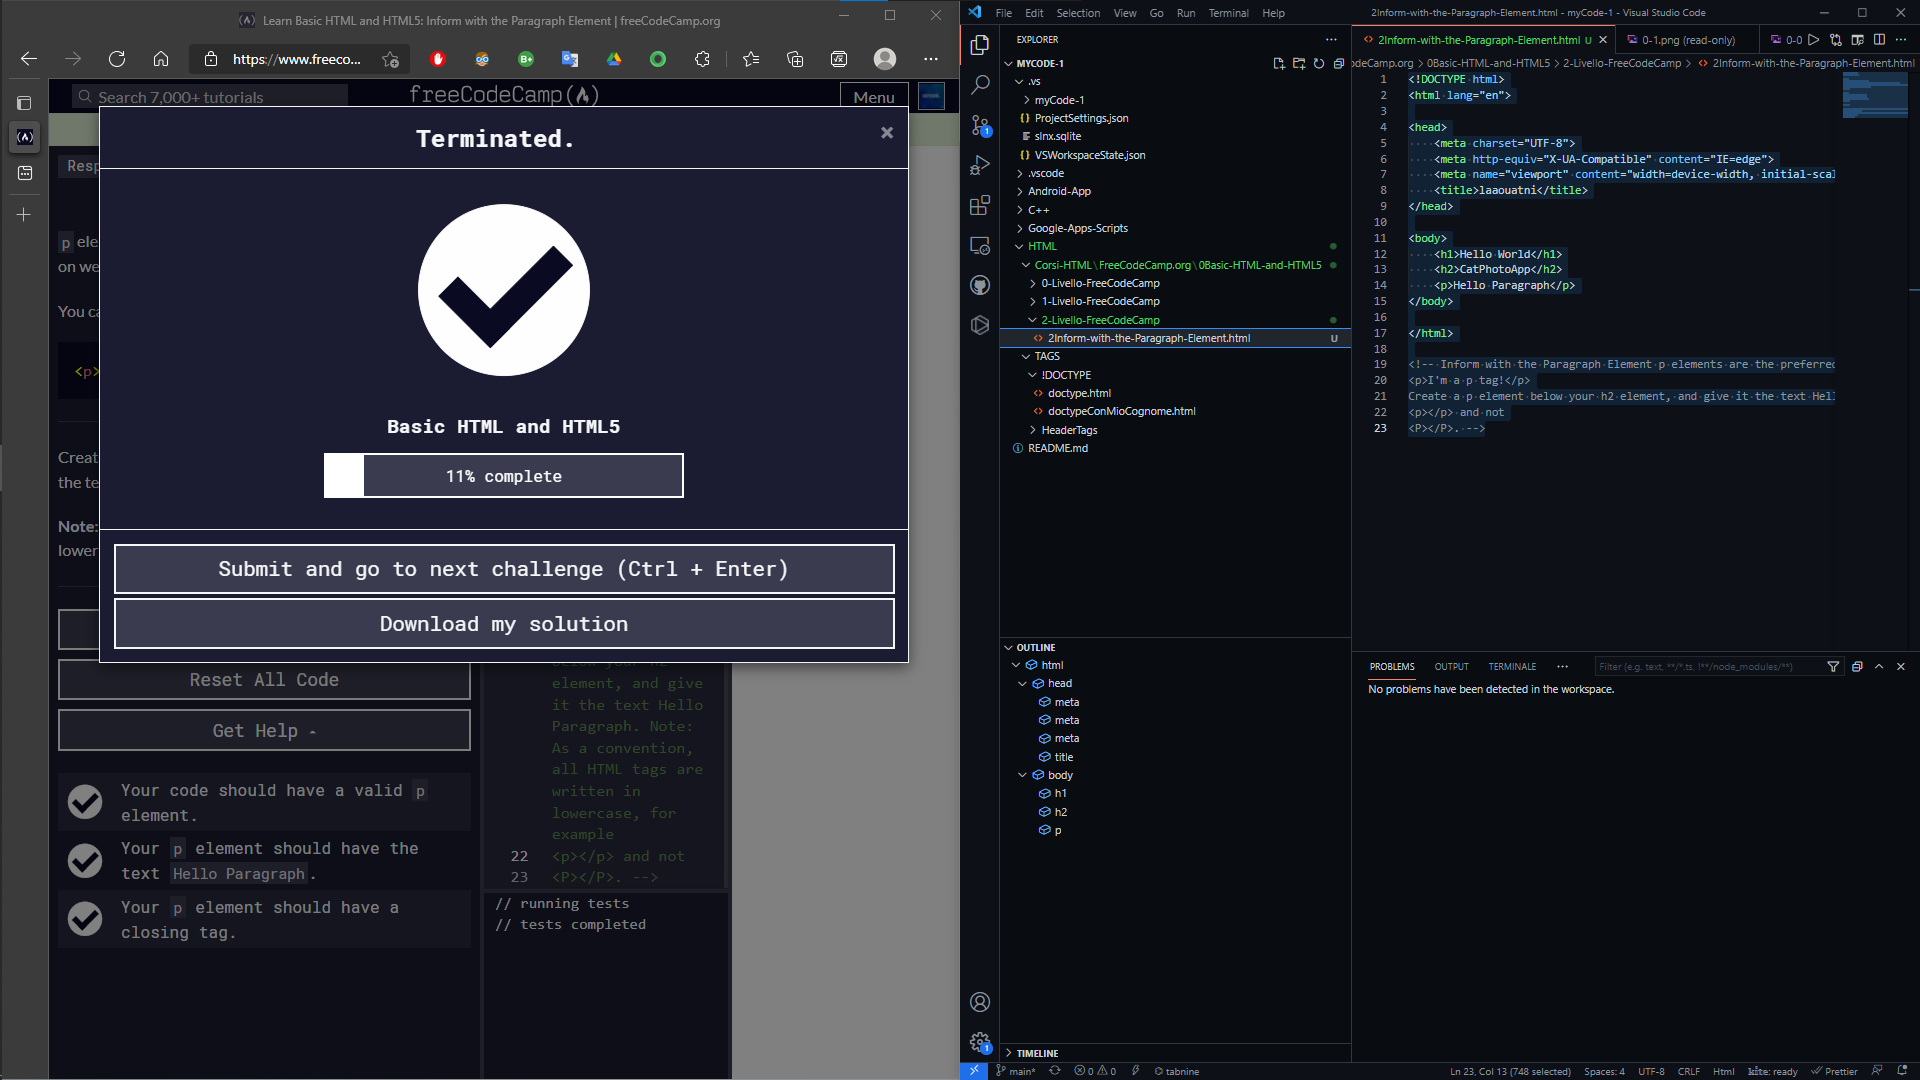 Learn Basic HTML and HTML5: Inform with the Paragraph Element | freeCodeCamp.org
https://www.freeco...
Search 7,000+ tutorials
freeCodeCamp
Menu
Terminated.
Resp
p ele
on we
You ca
<p>
Creat
the te
Note:
lower
Basic HTML and HTML5
11% complete
Submit and go to next challenge (Ctrl + Enter)
Download my solution
Reset All Code
Get Help
Your code should have a valid p
element.
Your p element should have the
text Hello Paragraph.
Your p element should have a
closing tag.
below your h2
element, and give
it the text Hello
Paragraph. Note:
As a convention,
all HTML tags are
written in
lowercase, for
example
22 <p></p> and not
23 <P></P>. -->
// running tests
// tests completed
File Edit Selection View Go Run Terminal Help
2Inform-with-the-Paragraph-Element.html - myCode-1 - Visual Studio Code
EXPLORER
MYCODE-1
.vs
myCode-1
ProjectSettings.json
slnx.sqlite
VSWorkspaceState.json
.vscode
Android-App
C++
Google-Apps-Scripts
HTML
Corsi-HTML\FreeCodeCamp.org\0Basic-HTML-and-HTML5
0-Livello-FreeCodeCamp
1-Livello-FreeCodeCamp
2-Livello-FreeCodeCamp
2Inform-with-the-Paragraph-Element.html U
TAGS
!DOCTYPE
doctype.html
doctypeConMioCognome.html
HeaderTags
README.md
OUTLINE
html
head
meta
meta
meta
title
body
h1
h2
p
TIMELINE
2Inform-with-the-Paragraph-Element.html U
0-1.png (read-only)
0-0
odeCamp.org > 0Basic-HTML-and-HTML5 > 2-Livello-FreeCodeCamp > 2Inform-with-the-Paragraph-Element.html
1 <!DOCTYPE html>
2 <html lang="en">
3
4 <head>
5 <meta charset="UTF-8">
6 <meta http-equiv="X-UA-Compatible" content="IE=edge">
7 <meta name="viewport" content="width=device-width, initial-scal
8 <title>laaouatni</title>
9 </head>
10
11 <body>
12 <h1>Hello World</h1>
13 <h2>CatPhotoApp</h2>
14 <p>Hello Paragraph</p>
15 </body>
16
17 </html>
18
19 <!-- Inform with the Paragraph Element p elements are the preferred
20 <p>I'm a p tag!</p>
21 Create a p element below your h2 element, and give it the text Hell
22 <p></p> and not
23 <P></P>. -->
PROBLEMS OUTPUT TERMINALE
Filter (e.g. text, **/*.ts, !**/node_modules/**)
No problems have been detected in the workspace.
main* 0 0 tabnine
Ln 23, Col 13 (748 selected) Spaces: 4 UTF-8 CRLF Html kite: ready Prettier